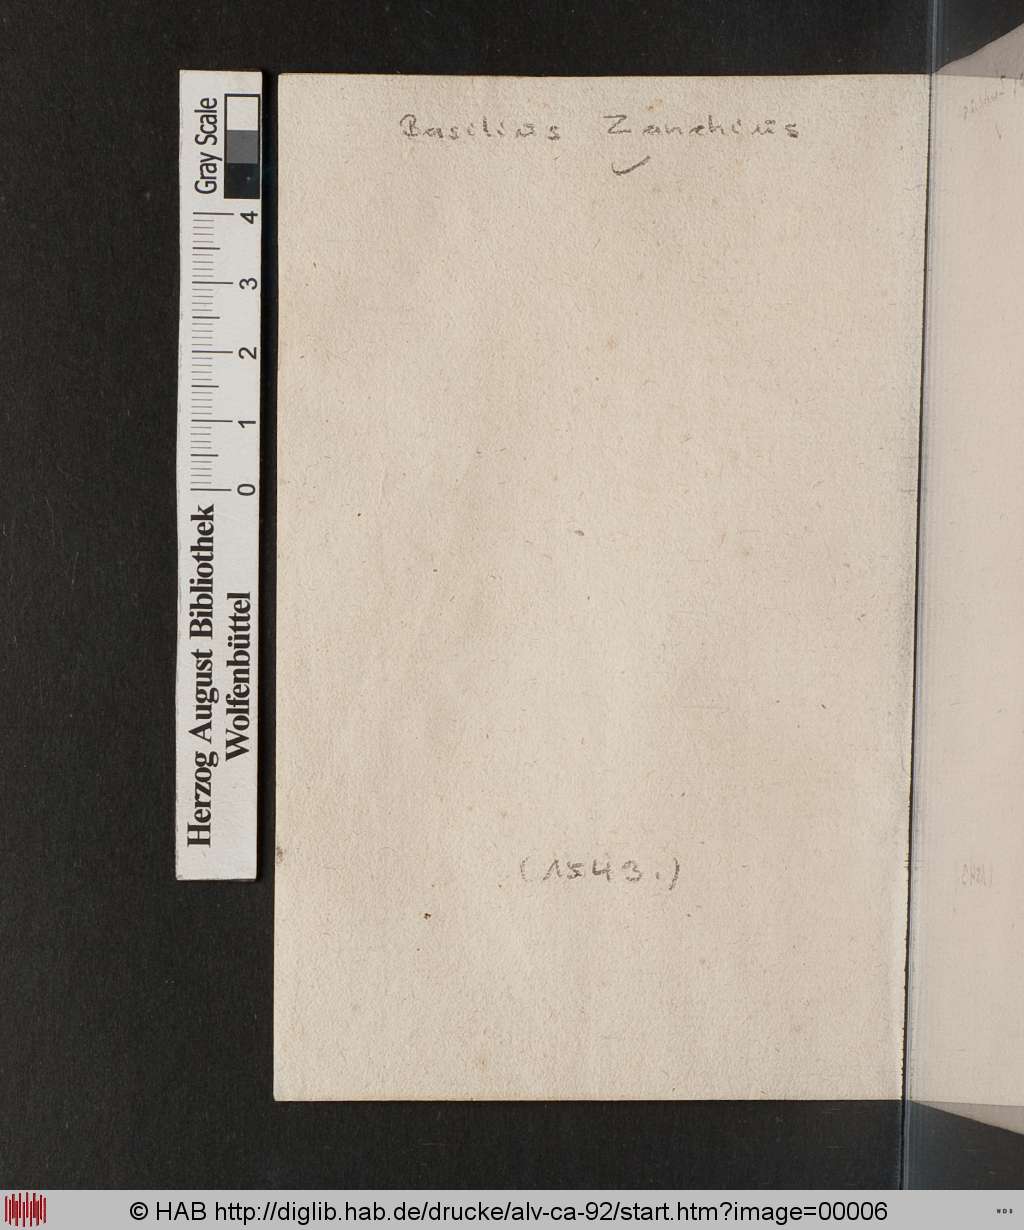 Basilius Zanchius
(1543.)
Gray Scale
4
3
2
1
0
Herzog August Bibliothek
Wolfenbüttel
© HAB http://diglib.hab.de/drucke/alv-ca-92/start.htm?image=00006